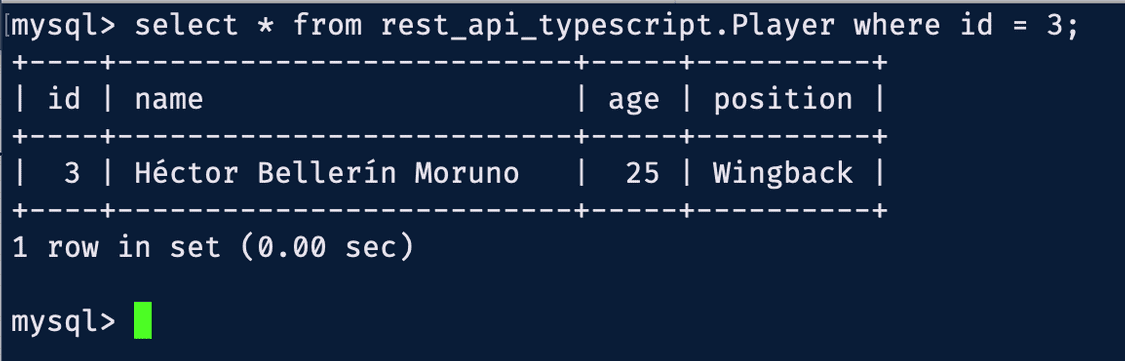 mysql> select * from rest_api_typescript.Player where id = 3;
+----+--------------------------+-----+----------+
| id | name                     | age | position |
+----+--------------------------+-----+----------+
|  3 | Héctor Bellerín Moruno   |  25 | Wingback |
+----+--------------------------+-----+----------+
1 row in set (0.00 sec)
mysql>